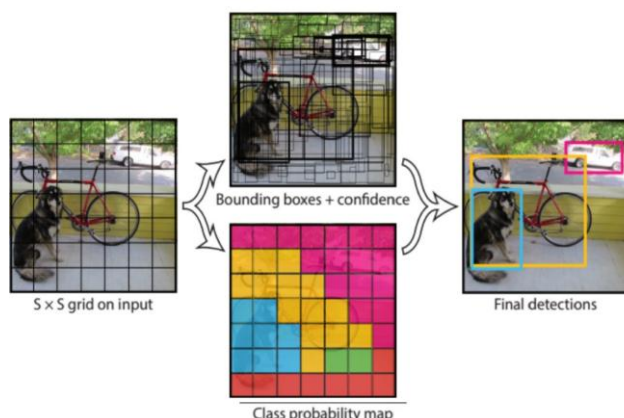 S × S grid on input
Bounding boxes + confidence
Class probability map
Final detections